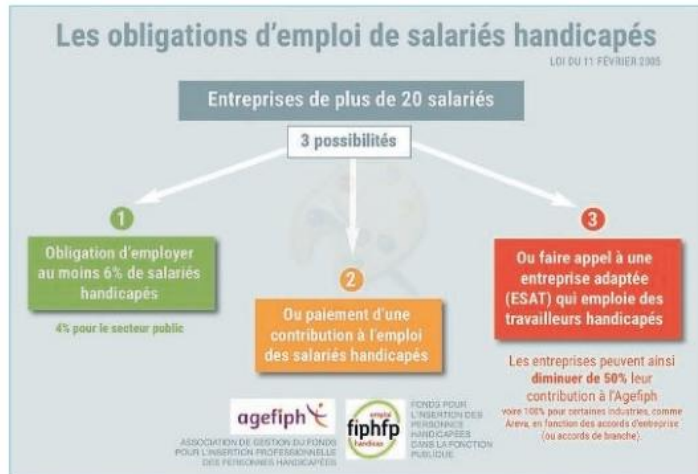 Les obligations d'emploi de salariés handicapés
LOI DU 11 FÉVRIER 2005
Entreprises de plus de 20 salariés
3 possibilités
1
Obligation d'employer
au moins 6% de salariés
handicapés
4% pour le secteur public
2
Ou paiement d'une
contribution à l'emploi
des salariés handicapés
3
Ou faire appel à une
entreprise adaptée
(ESAT) qui emploie des
travailleurs handicapés
Les entreprises peuvent ainsi
diminuer de 50% leur
contribution à l'Agefiph
voire 100% pour certaines industries, comme
Areva, en fonction des accords d'entreprise
(ou accords de branche).
agefiph
ASSOCIATION DE GESTION DU FONDS
POUR L'INSERTION PROFESSIONNELLE
DES PERSONNES HANDICAPÉES
emploi
fiphfp
handicap
FONDS POUR
L'INSERTION DES
PERSONNE
HANDICAPÉES
DANS LA FONCTION
PUBLIQUE